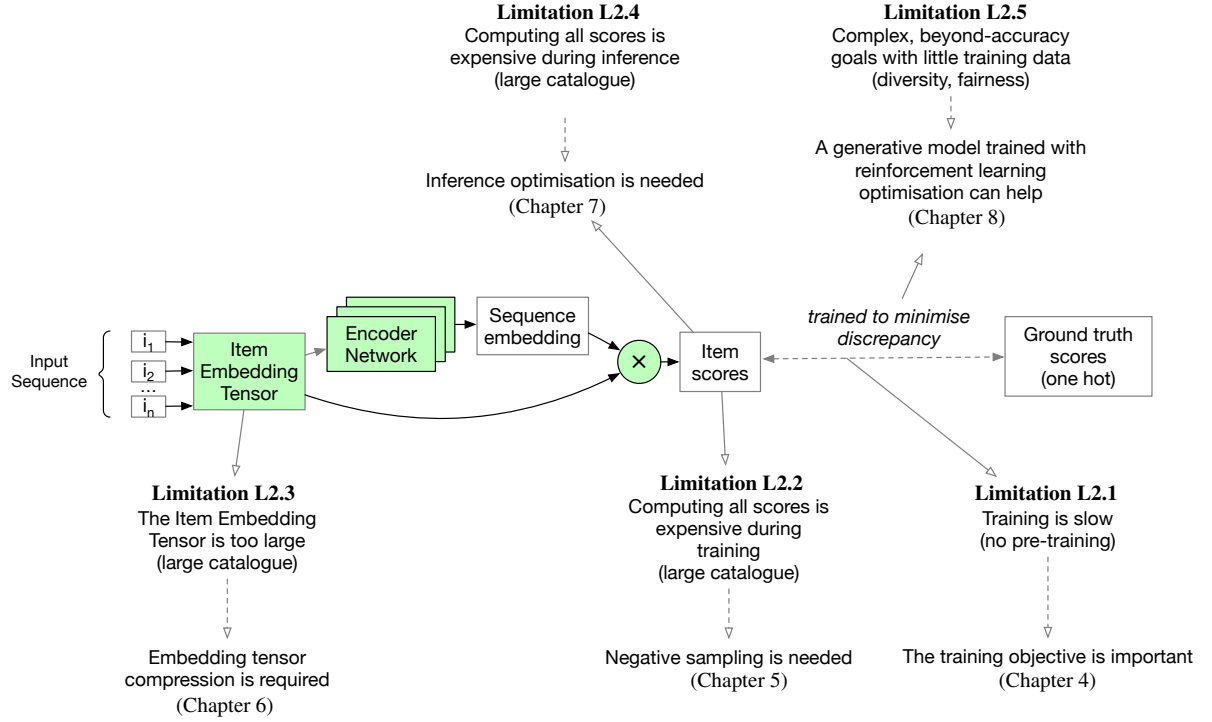 Limitation L2.4
Computing all scores is
expensive during inference
(large catalogue)
Inference optimisation is needed
(Chapter 7)
Limitation L2.5
Complex, beyond-accuracy
goals with little training data
(diversity, fairness)
A generative model trained with
reinforcement learning
optimisation can help
(Chapter 8)
Input
Sequence
i1
i2
...
in
Item
Embedding
Tensor
Encoder
Network
Sequence
embedding
×
Item
scores
trained to minimise
discrepancy
Ground truth
scores
(one hot)
Limitation L2.3
The Item Embedding
Tensor is too large
(large catalogue)
Embedding tensor
compression is required
(Chapter 6)
Limitation L2.2
Computing all scores is
expensive during
training
(large catalogue)
Negative sampling is needed
(Chapter 5)
Limitation L2.1
Training is slow
(no pre-training)
The training objective is important
(Chapter 4)